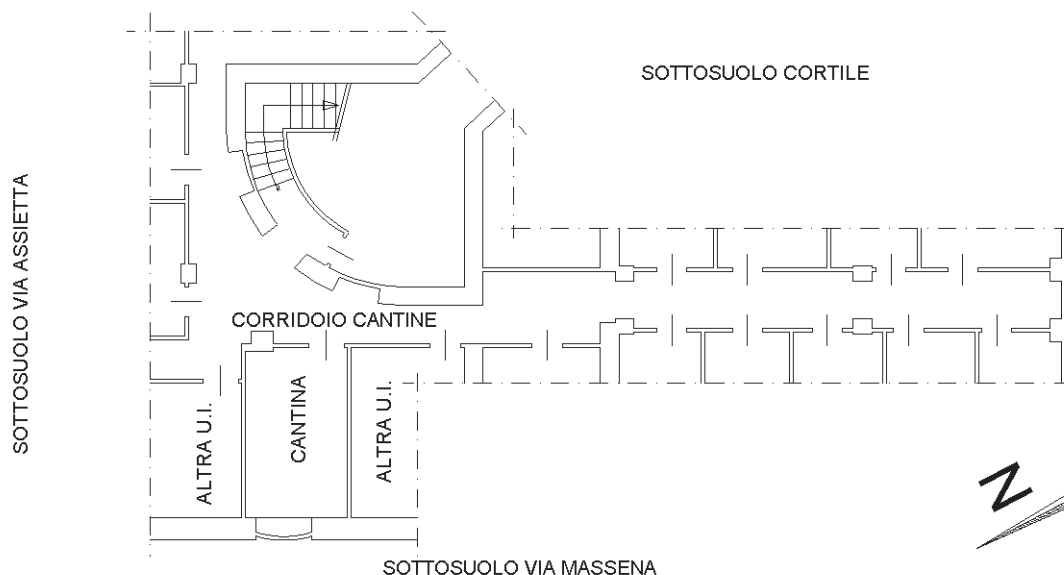 SOTTOSUOLO CORTILE
SOTTOSUOLO VIA ASSIETTA
CORRIDOIO CANTINE
ALTRA U.I.
CANTINA
ALTRA U.I.
N
SOTTOSUOLO VIA MASSENA